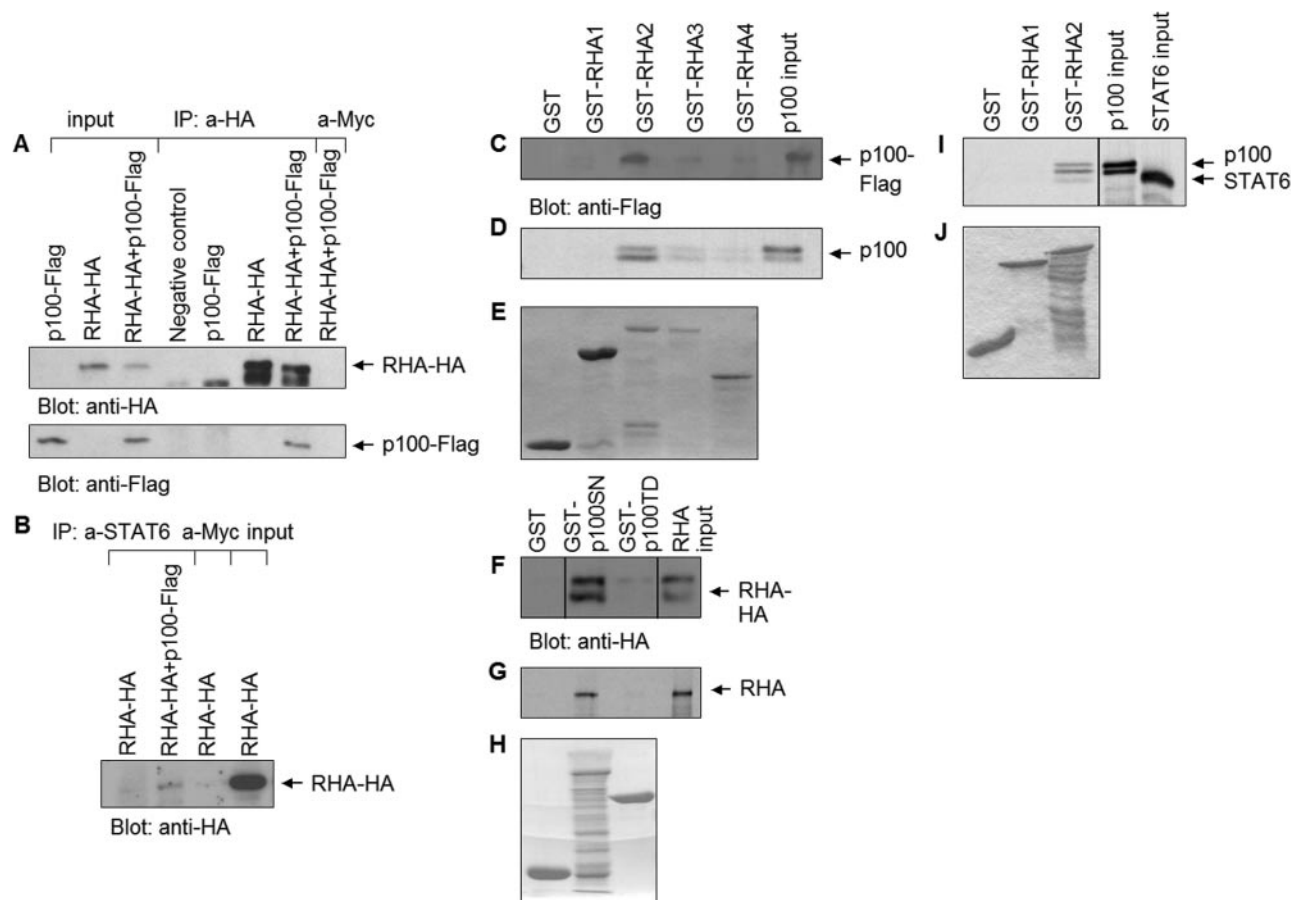 A
input
IP: a-HA
a-Myc
p100-Flag
RHA-HA
RHA-HA+p100-Flag
Negative control
p100-Flag
RHA-HA
RHA-HA+p100-Flag
RHA-HA+p100-Flag
RHA-HA
Blot: anti-HA
p100-Flag
Blot: anti-Flag
B
IP: a-STAT6 a-Myc input
RHA-HA
RHA-HA+p100-Flag
RHA-HA
RHA-HA
RHA-HA
Blot: anti-HA
GST
GST-RHA1
GST-RHA2
GST-RHA3
GST-RHA4
p100 input
C
p100-
Flag
Blot: anti-Flag
D
p100
E
GST
GST-
p100SN
GST-
p100TD
RHA
input
F
RHA-
HA
Blot: anti-HA
G
RHA
H
GST
GST-RHA1
GST-RHA2
p100 input
STAT6 input
I
p100
STAT6
J